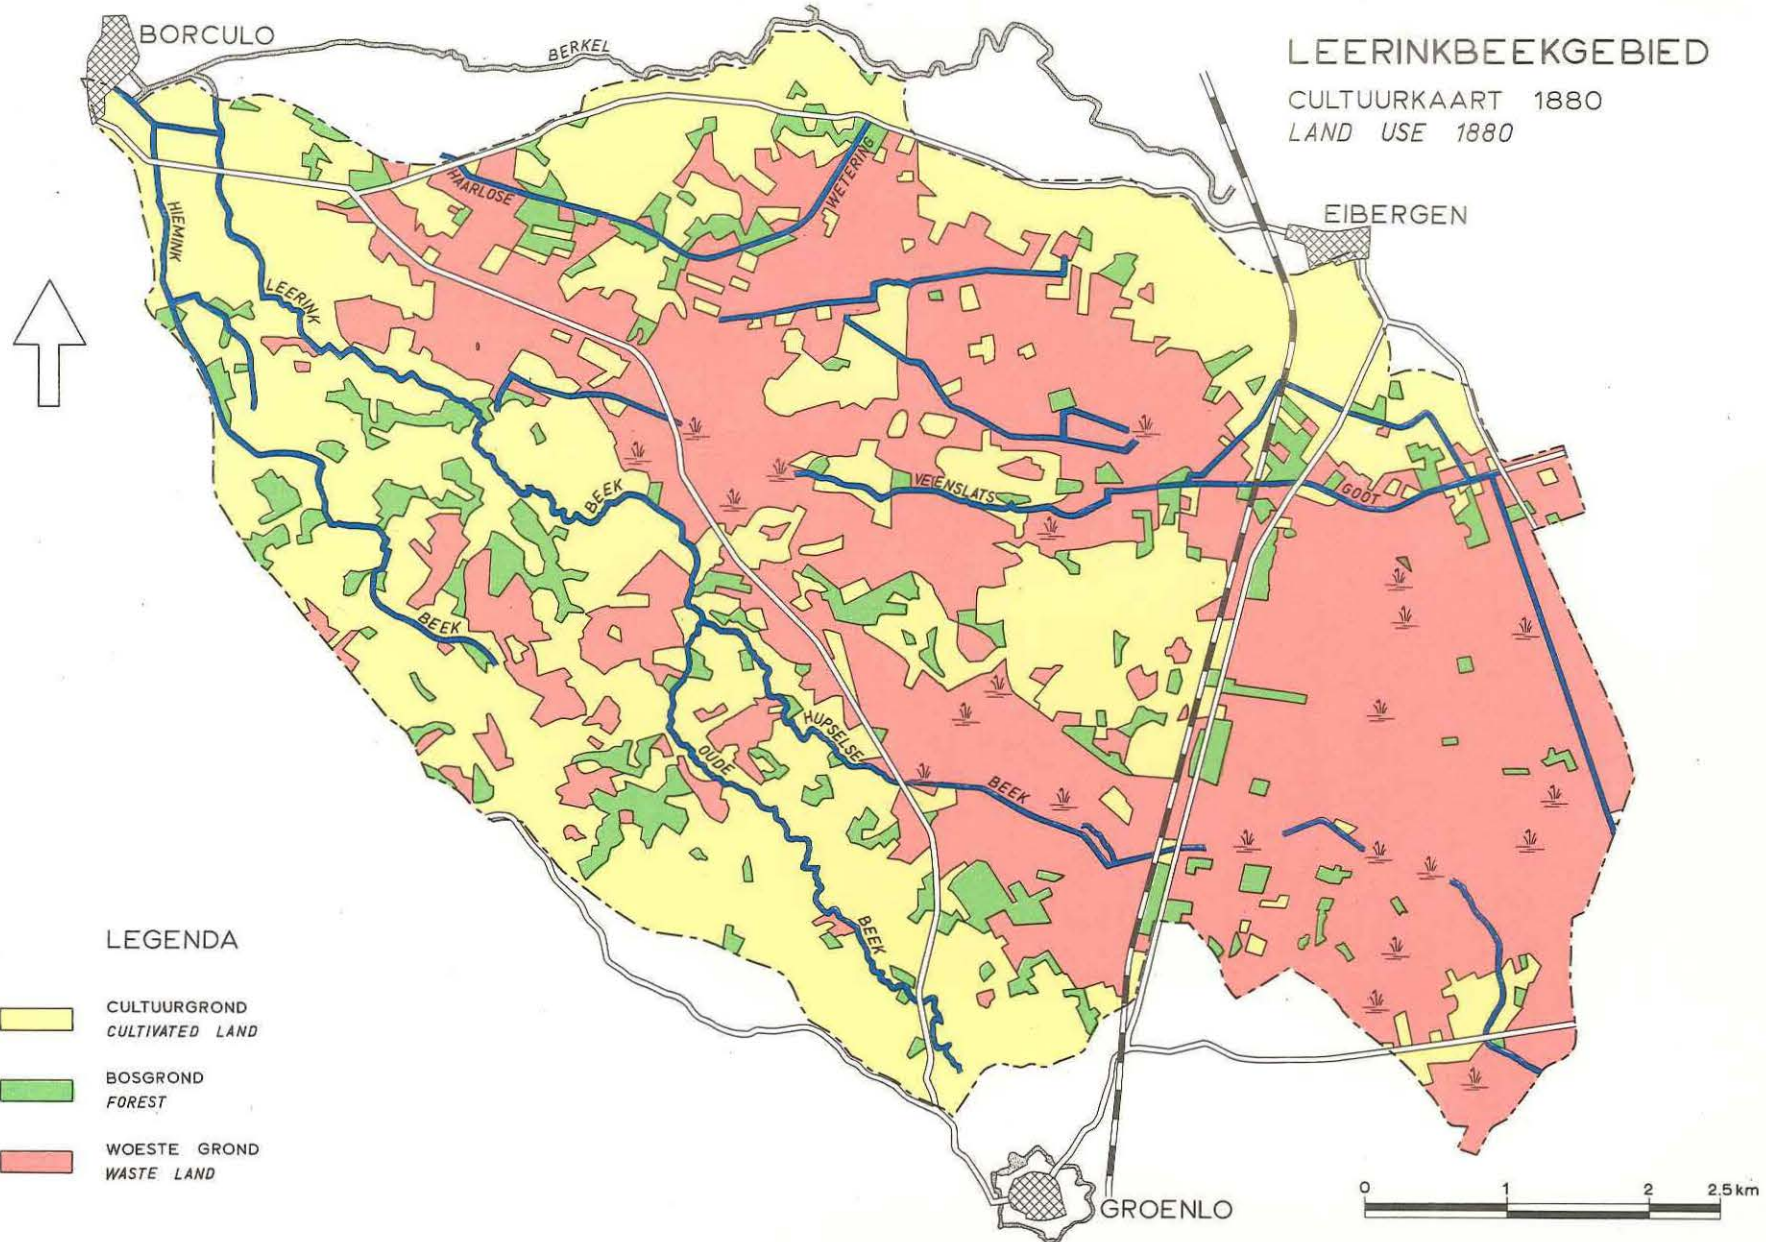 LEERINKBEEKGEBIED
CULTUURKAART 1880
LAND USE 1880
BORCULO
BERKEL
EIBERGEN
HAARLOSE
WETERING
HIEMINK
LEERINK
BEEK
VEENSLATS
GOOT
BEEK
HUPSELSE
BEEK
OUDE
BEEK
GROENLO
LEGENDA
CULTUURGROND
CULTIVATED LAND
BOSGROND
FOREST
WOESTE GROND
WASTE LAND
0 1 2 2.5 km